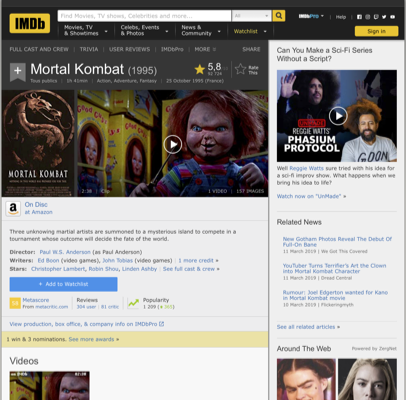 IMDb
Find Movies, TV shows, Celebrities and more...
All
Movies, TV & Showtimes
Celebs, Events & Photos
News & Community
Watchlist
IMDbPro
Help
Sign in
FULL CAST AND CREW | TRIVIA | USER REVIEWS | IMDbPro | MORE
SHARE
Mortal Kombat (1995)
5,8
Rate This
Tous publics | 1h 41min | Action, Adventure, Fantasy | 25 October 1995 (France)
MORTAL KOMBAT
2:38 | Clip
1 VIDEO | 157 IMAGES
On Disc
at Amazon
Three unknowing martial artists are summoned to a mysterious island to compete in a
tournament whose outcome will decide the fate of the world.
Director: Paul W.S. Anderson (as Paul Anderson)
Writers: Ed Boon (video games), John Tobias (video games) | 1 more credit »
Stars: Christopher Lambert, Robin Shou, Linden Ashby | See full cast & crew »
+ Add to Watchlist
Metascore
From metacritic.com
Reviews
304 user | 81 critic
Popularity
View production, box office, & company info on IMDbPro
1 win & 3 nominations. See more awards »
Videos
Can You Make a Sci-Fi Series
Without a Script?
REGGIE WATTS'
PHASIUM
PROTOCOL
Well Reggie Watts sure tried with his idea for
a sci-fi improv show. What happens when we
bring his idea to life?
Watch now on "UnMade" »
Related News
New Gotham Photos Reveal The Debut Of
Full-On Bane
11 March 2019 | We Got This Covered
YouTube Turns Terrifier's Art the Clown
into Mortal Kombat Character
11 March 2019 | Dread Central
Rumour: Joel Edgerton wanted for Kano
in Mortal Kombat movie
10 March 2019 | Flickeringmyth
See all related articles »
Around The Web
Powered by ZergNet